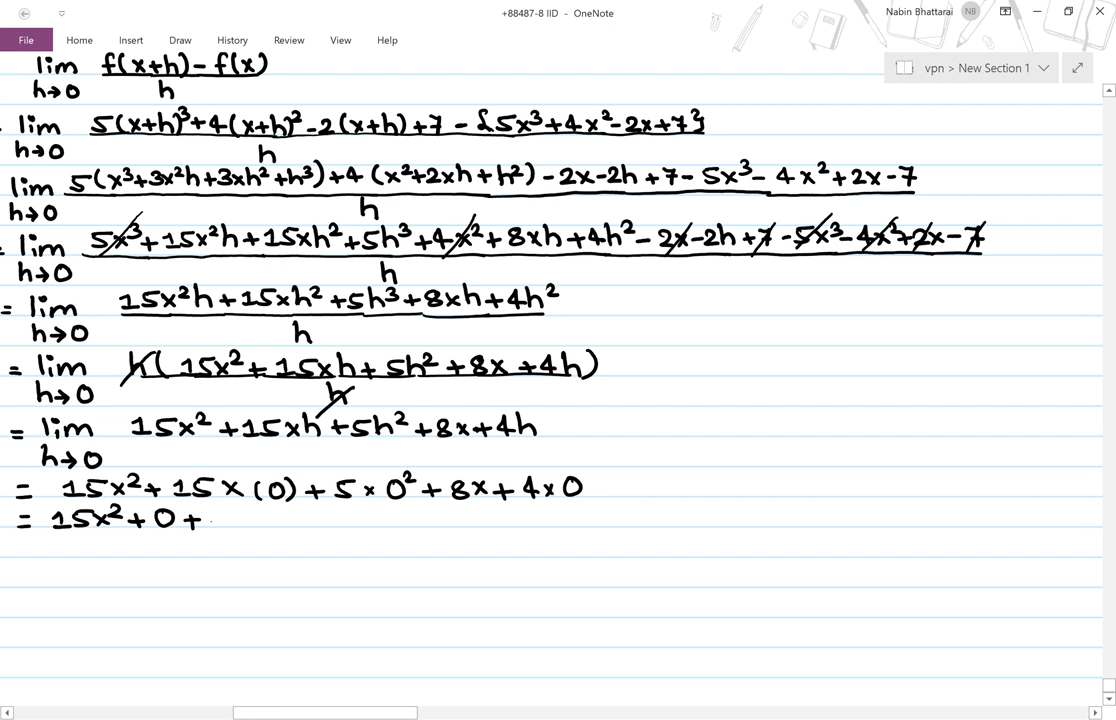 +88487-8 IID - OneNote
Nabin Bhattarai NB
File Home Insert Draw History Review View Help
vpn > New Section 1
lim h→0 f(x+h) - f(x) / h
lim h→0 5(x+h)³+4(x+h)²-2(x+h)+7 - {5x³+4x²-2x+7} / h
lim h→0 5(x³+3x²h+3xh²+h³)+4(x²+2xh+h²)-2x-2h+7-5x³-4x²+2x-7 / h
= lim h→0 5x³+15x²h+15xh²+5h³+4x²+8xh+4h²-2x-2h+7-5x³-4x²+2x-7 / h
= lim h→0 15x²h+15xh²+5h³+8xh+4h² / h
= lim h→0 h(15x²+15xh+5h²+8x+4h) / h
= lim h→0 15x²+15xh+5h²+8x+4h
= 15x²+15x(0)+5×0²+8x+4×0
= 15x²+0+